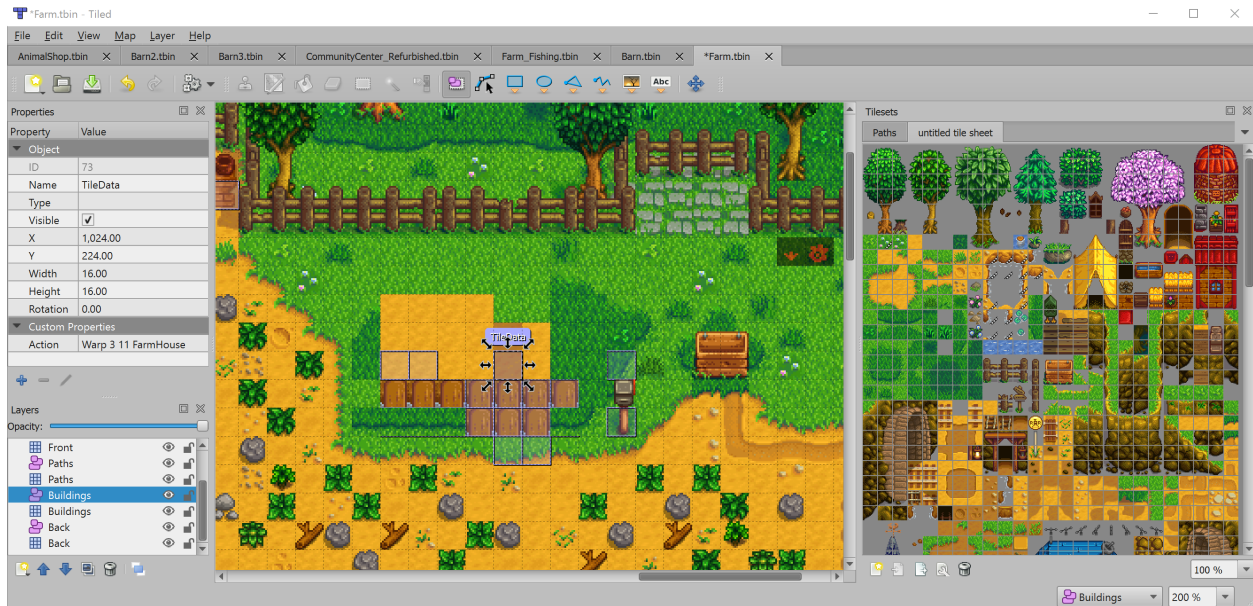 *Farm.tbin - Tiled
File Edit View Map Layer Help
AnimalShop.tbin Barn2.tbin Barn3.tbin CommunityCenter_Refurbished.tbin Farm_Fishing.tbin Barn.tbin *Farm.tbin
Abc
Properties
Property Value
Object
ID 73
Name TileData
Type
Visible
X 1,024.00
Y 224.00
Width 16.00
Height 16.00
Rotation 0.00
Custom Properties
Action Warp 3 11 FarmHouse
Layers
Opacity:
Front
Paths
Paths
Buildings
Buildings
Back
Back
TileData
Tilesets
Paths untitled tile sheet
100 %
Buildings 200 %